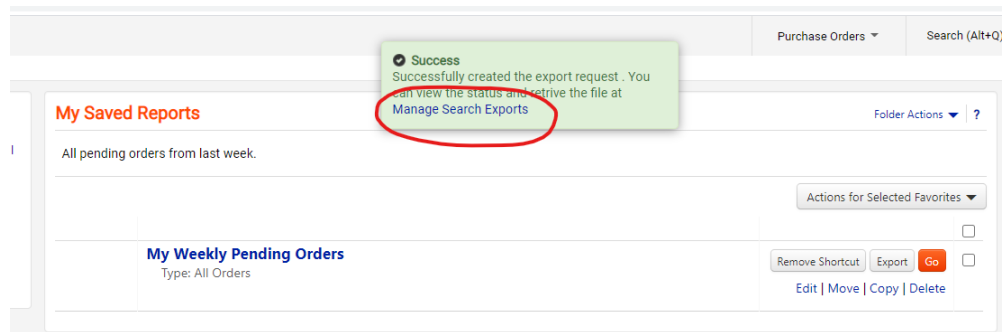 Purchase Orders
Search (Alt+Q)
Success
Successfully created the export request . You
can view the status and retrive the file at
Manage Search Exports
My Saved Reports
Folder Actions
?
All pending orders from last week.
Actions for Selected Favorites
My Weekly Pending Orders
Type: All Orders
Remove Shortcut
Export
Go
Edit | Move | Copy | Delete